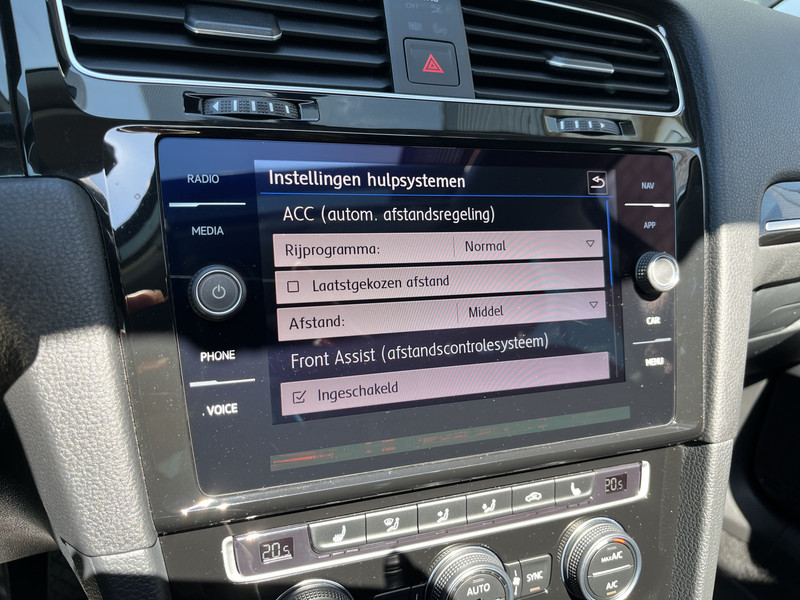 RADIO
MEDIA
PHONE
VOICE
Instellingen hulpsystemen
ACC (autom. afstandsregeling)
Rijprogramma: Normal
Laatstgekozen afstand
Afstand: Middel
Front Assist (afstandscontrolesysteem)
Ingeschakeld
NAV
APP
CAR
MENU
20.5
20.5
AUTO
SYNC
MAX A/C
A/C